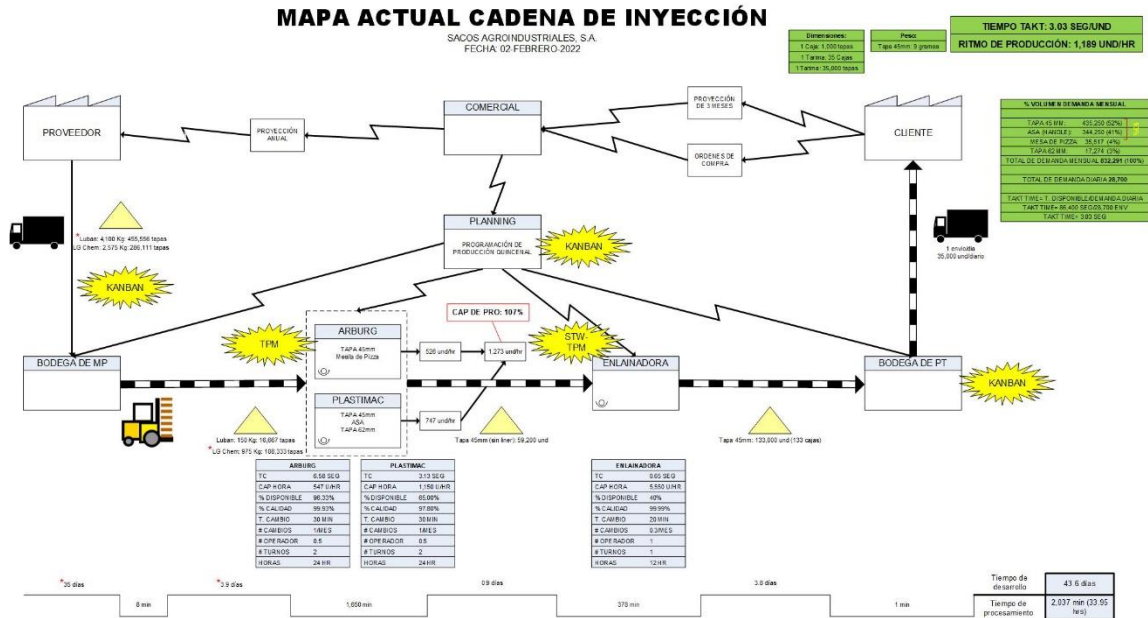 MAPA ACTUAL CADENA DE INYECCIÓN
SACOS AGROINDUSTRIALES, S.A.
FECHA: 02-FEBRERO-2022
Dimensiones:
1 Caja: 1,000 tapas
1 Tarima: 35 Cajas
1 Tarima: 35,000 tapas
Peso:
Tapa 45mm: 9 gramos
TIEMPO TAKT: 3.03 SEG/UND
RITMO DE PRODUCCIÓN: 1,189 UND/HR
PROVEEDOR
PROYECCIÓN
ANUAL
COMERCIAL
PROYECCIÓN
DE 3 MESES
ORDENES DE
COMPRA
CLIENTE
% VOLUMEN DEMANDA MENSUAL
TAPA 45 MM: 435,250 (52%)
ASA (HANDLE): 344,250 (41%)
MESA DE PIZZA: 35,517 (4%)
TAPA 62 MM: 17,274 (3%)
TOTAL DE DEMANDA MENSUAL 832,291 (100%)
TOTAL DE DEMANDA DIARIA 28,700
TAKT TIME= T. DISPONIBLE/DEMANDA DIARIA
TAKT TIME= 86,400 SEG/28,700 ENV
TAKT TIME= 3.03 SEG
*Luban: 4,100 Kg: 455,556 tapas
LG Chem: 2,575 Kg: 286,111 tapas
KANBAN
PLANNING
PROGRAMACIÓN DE
PRODUCCIÓN QUINCENAL
KANBAN
1 envío/día
35,000 und/diario
CAP DE PRO: 107%
TPM
ARBURG
TAPA 45mm
Mesita de Pizza
526 und/hr
1,273 und/hr
STW-
TPM
BODEGA DE MP
ENLAINADORA
BODEGA DE PT
KANBAN
PLASTIMAC
TAPA 45mm
ASA
TAPA 62mm
747 und/hr
Luban: 150 Kg: 16,667 tapas
*LG Chem: 975 Kg: 108,333 tapas
Tapa 45mm (sin liner): 59,200 und
Tapa 45mm: 133,000 und (133 cajas)
ARBURG
TC 6.58 SEG
CAP HORA 547 U/HR
% DISPONIBLE 96.33%
% CALIDAD 99.93%
T. CAMBIO 30 MIN
# CAMBIOS 1/MES
# OPERADOR 0.5
# TURNOS 2
HORAS 24 HR
PLASTIMAC
TC 3.13 SEG
CAP HORA 1,150 U/HR
% DISPONIBLE 65.00%
% CALIDAD 97.80%
T. CAMBIO 30 MIN
# CAMBIOS 1/MES
# OPERADOR 0.5
# TURNOS 2
HORAS 24 HR
ENLAINADORA
TC 0.65 SEG
CAP HORA 5,550 U/HR
% DISPONIBLE 40%
% CALIDAD 99.99%
T. CAMBIO 20 MIN
# CAMBIOS 0.3/MES
# OPERADOR 1
# TURNOS 1
HORAS 12 HR
*35 días
*3.9 días
0.9 días
3.8 días
8 min
1,650 min
378 min
1 min
Tiempo de
desarrollo
43.6 días
Tiempo de
procesamiento
2,037 min (33.95
hrs)